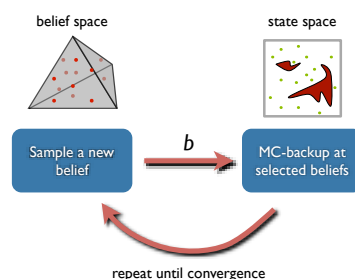 belief space
state space
Sample a new
belief
b
MC-backup at
selected beliefs
repeat until convergence